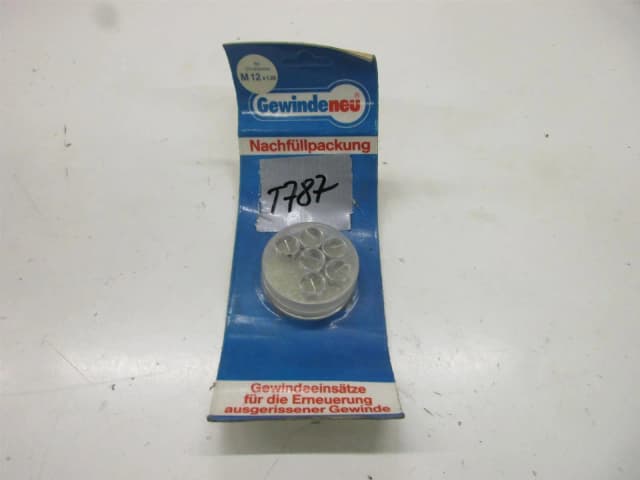 M 12 x 1.25
Gewindeneu®
Nachfüllpackung
T787
Gewindeeinsätze
für die Erneuerung
ausgerissener Gewinde